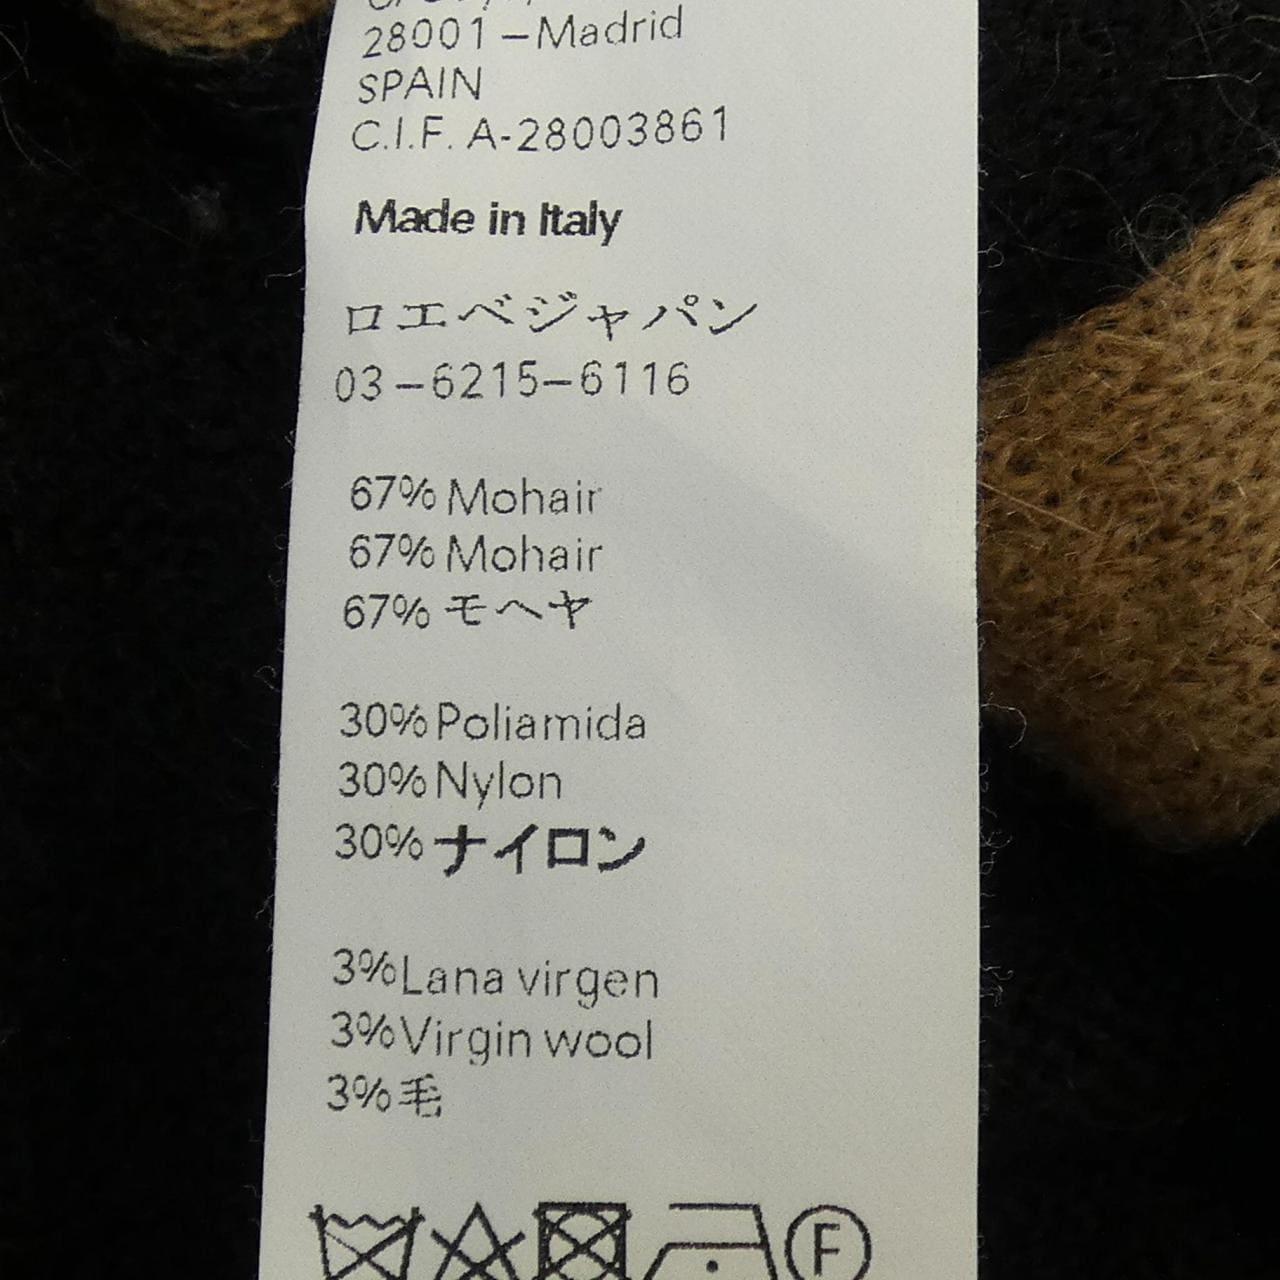 28001 – Madrid
SPAIN
C.I.F. A-28003861
Made in Italy
ロエベジャパン
03 – 6215 – 6116
67% Mohair
67% Mohair
67% モヘヤ
30% Poliamida
30% Nylon
30% ナイロン
3% Lana virgen
3% Virgin wool
3% 毛
F